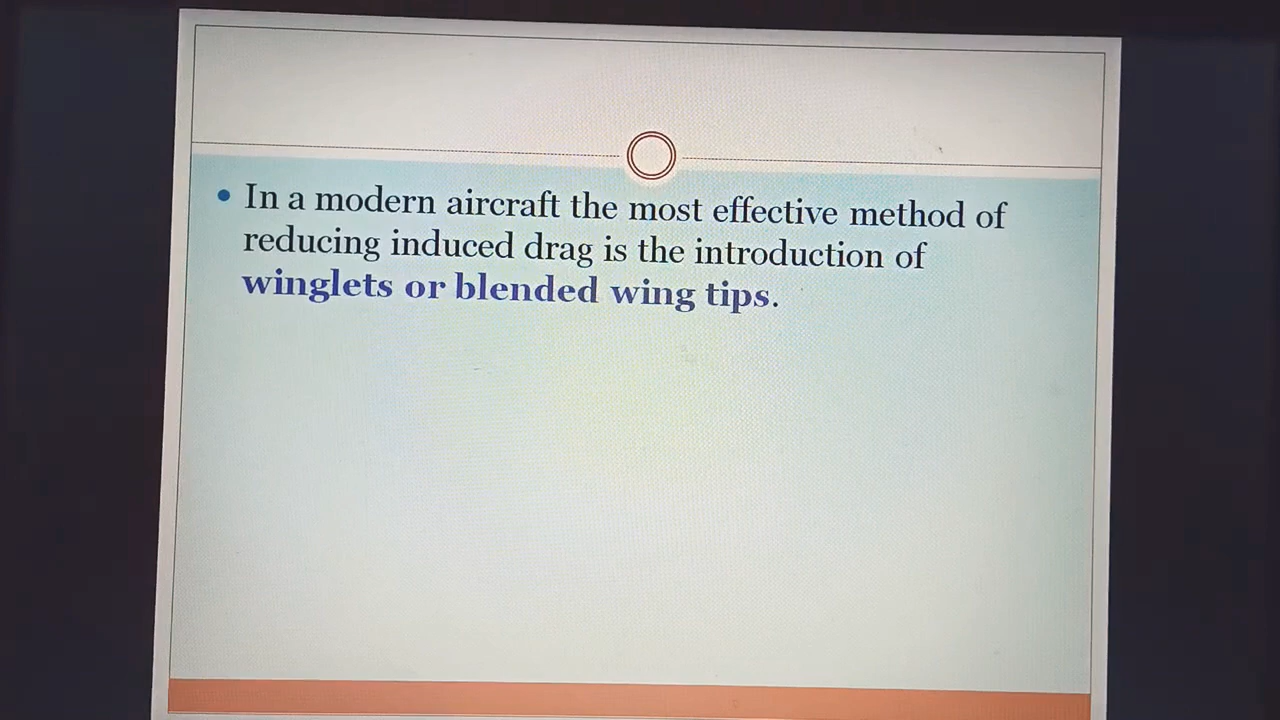 • In a modern aircraft the most effective method of
reducing induced drag is the introduction of
winglets or blended wing tips.